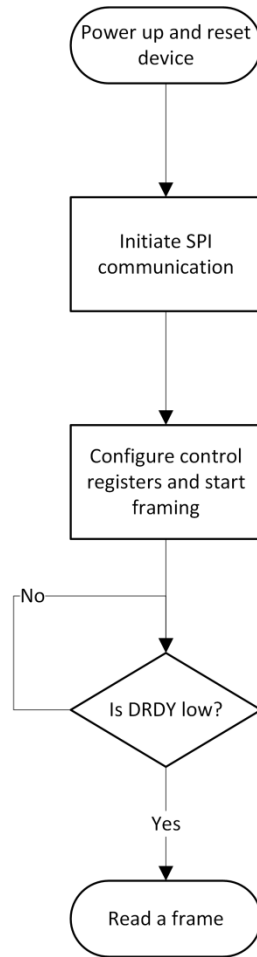 Power up and reset
device
Initiate SPI
communication
Configure control
registers and start
framing
No
Is DRDY low?
Yes
Read a frame